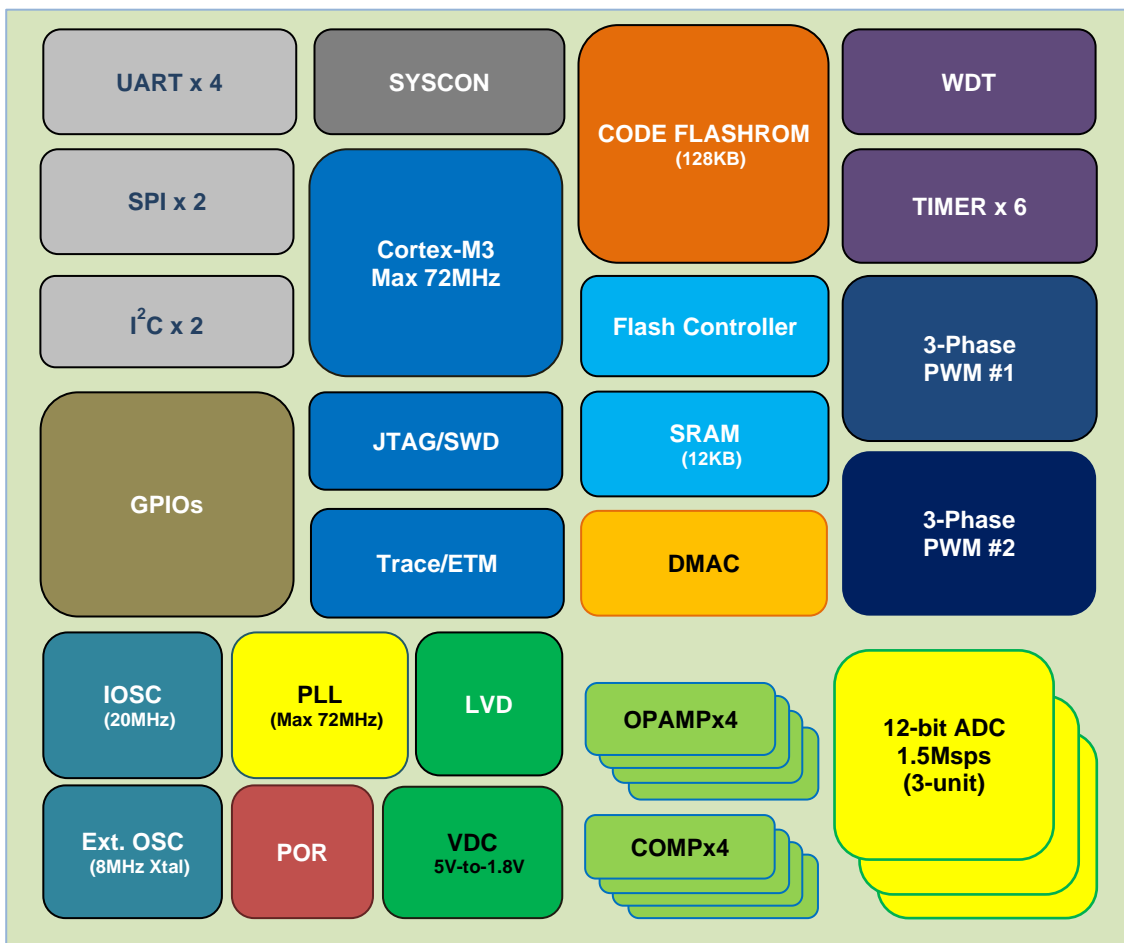 UART x 4
SYSCON
CODE FLASHROM
(128KB)
WDT
SPI x 2
Cortex-M3
Max 72MHz
TIMER x 6
I²C x 2
Flash Controller
3-Phase
PWM #1
GPIOs
JTAG/SWD
SRAM
(12KB)
3-Phase
PWM #2
Trace/ETM
DMAC
IOSC
(20MHz)
PLL
(Max 72MHz)
LVD
OPAMPx4
12-bit ADC
1.5Msps
(3-unit)
Ext. OSC
(8MHz Xtal)
POR
VDC
5V-to-1.8V
COMPx4